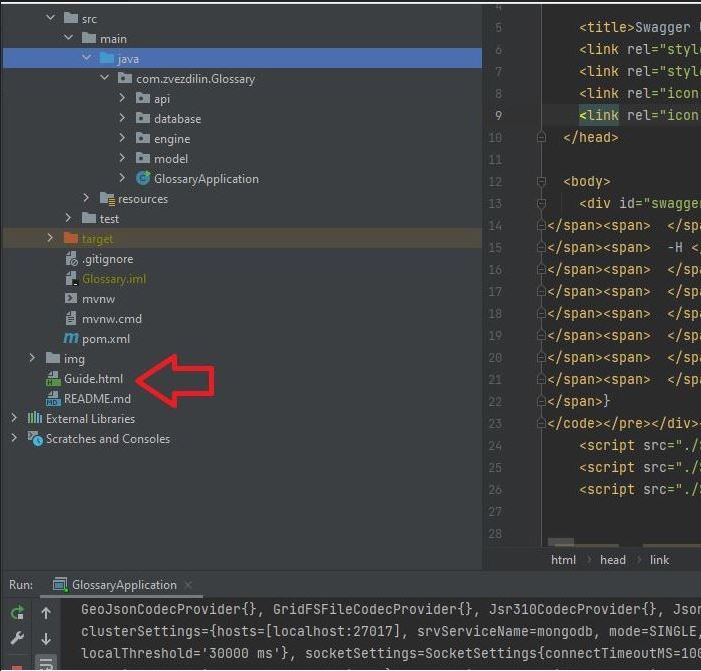 src
main
java
com.zvezdilin.Glossary
api
database
engine
model
GlossaryApplication
resources
test
target
.gitignore
Glossary.iml
mvnw
mvnw.cmd
pom.xml
img
Guide.html
README.md
External Libraries
Scratches and Consoles
4
5 <title>Swagger
6 <link rel="style
7 <link rel="style
8 <link rel="icon
9 <link rel="icon
10 </head>
11
12 <body>
13 <div id="swagger
14 </span><span> </spa
15 </span><span> -H <
16 </span><span> </spa
17 </span><span> </spa
18 </span><span> </spa
19 </span><span> </spa
20 </span><span> </spa
21 </span><span> </spa
22 </span>}
23 </code></pre></div>
24 <script src="./
25 <script src="./
26 <script src="./
27
28
html > head > link
Run: GlossaryApplication ×
GeoJsonCodecProvider{}, GridFSFileCodecProvider{}, Jsr310CodecProvider{}, Json
clusterSettings={hosts=[localhost:27017], srvServiceName=mongodb, mode=SINGLE,
localThreshold='30000 ms'}, socketSettings=SocketSettings{connectTimeoutMS=100